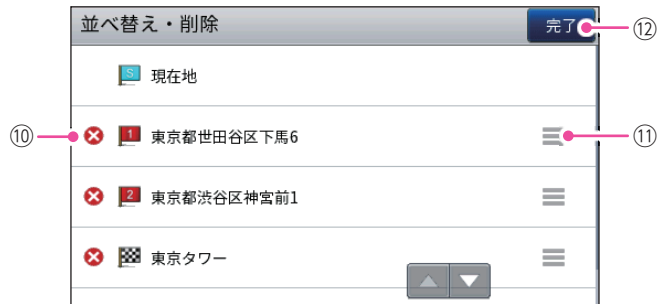 並べ替え・削除
完了
⑫
S
現在地
⑩
1
東京都世田谷区下馬6
⑪
2
東京都渋谷区神宮前1
東京タワー